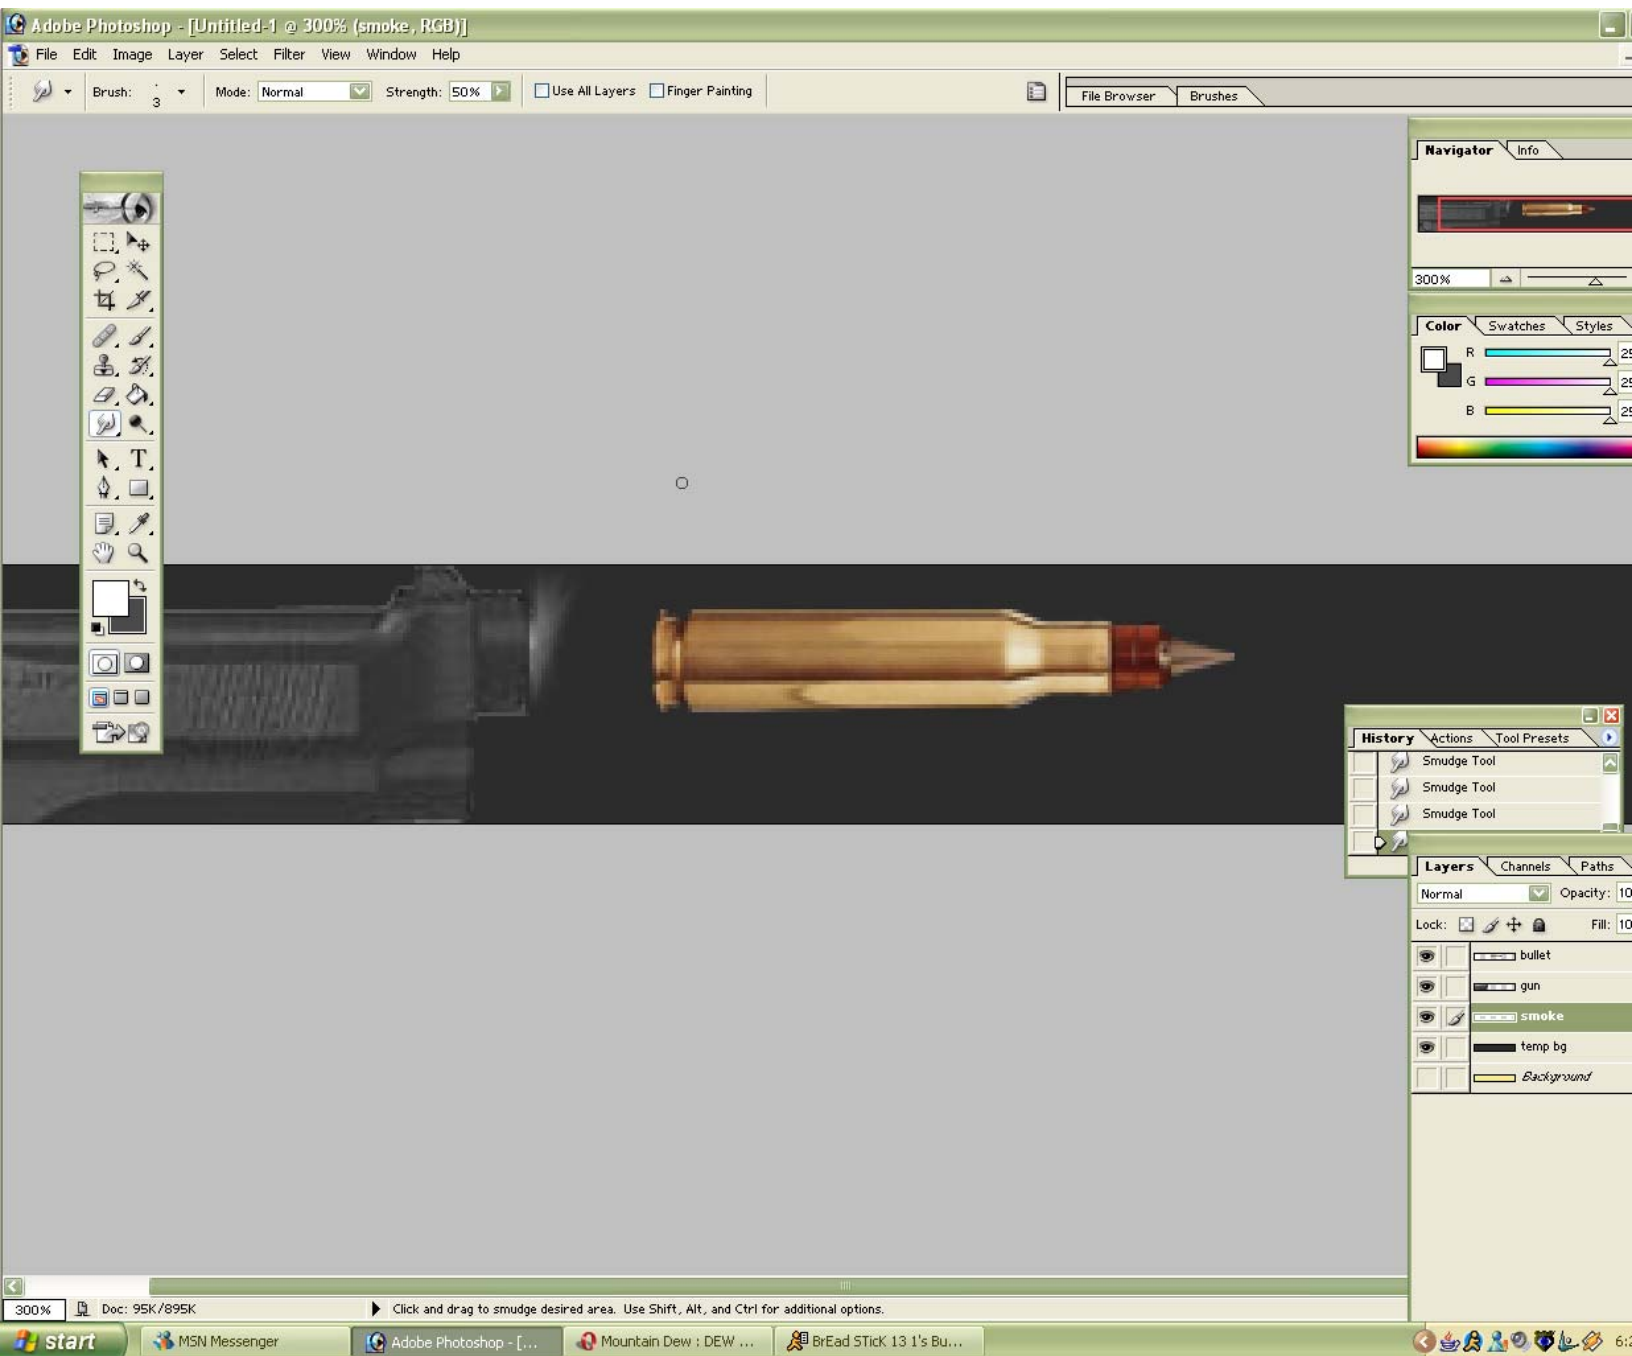 Adobe Photoshop - [Untitled-1 @ 300% (smoke, RGB)]
File Edit Image Layer Select Filter View Window Help
Brush: 3 Mode: Normal Strength: 50% Use All Layers Finger Painting
File Browser Brushes
Navigator Info
300%
Color Swatches Styles
R
G
B
T
History Actions Tool Presets
Smudge Tool
Smudge Tool
Smudge Tool
Layers Channels Paths
Normal Opacity: 10
Lock: Fill: 10
bullet
gun
smoke
temp bg
Background
300% Doc: 95K/895K Click and drag to smudge desired area. Use Shift, Alt, and Ctrl for additional options.
start MSN Messenger Adobe Photoshop - [... Mountain Dew : DEW ... BrEad STicK 13 1's Bu...